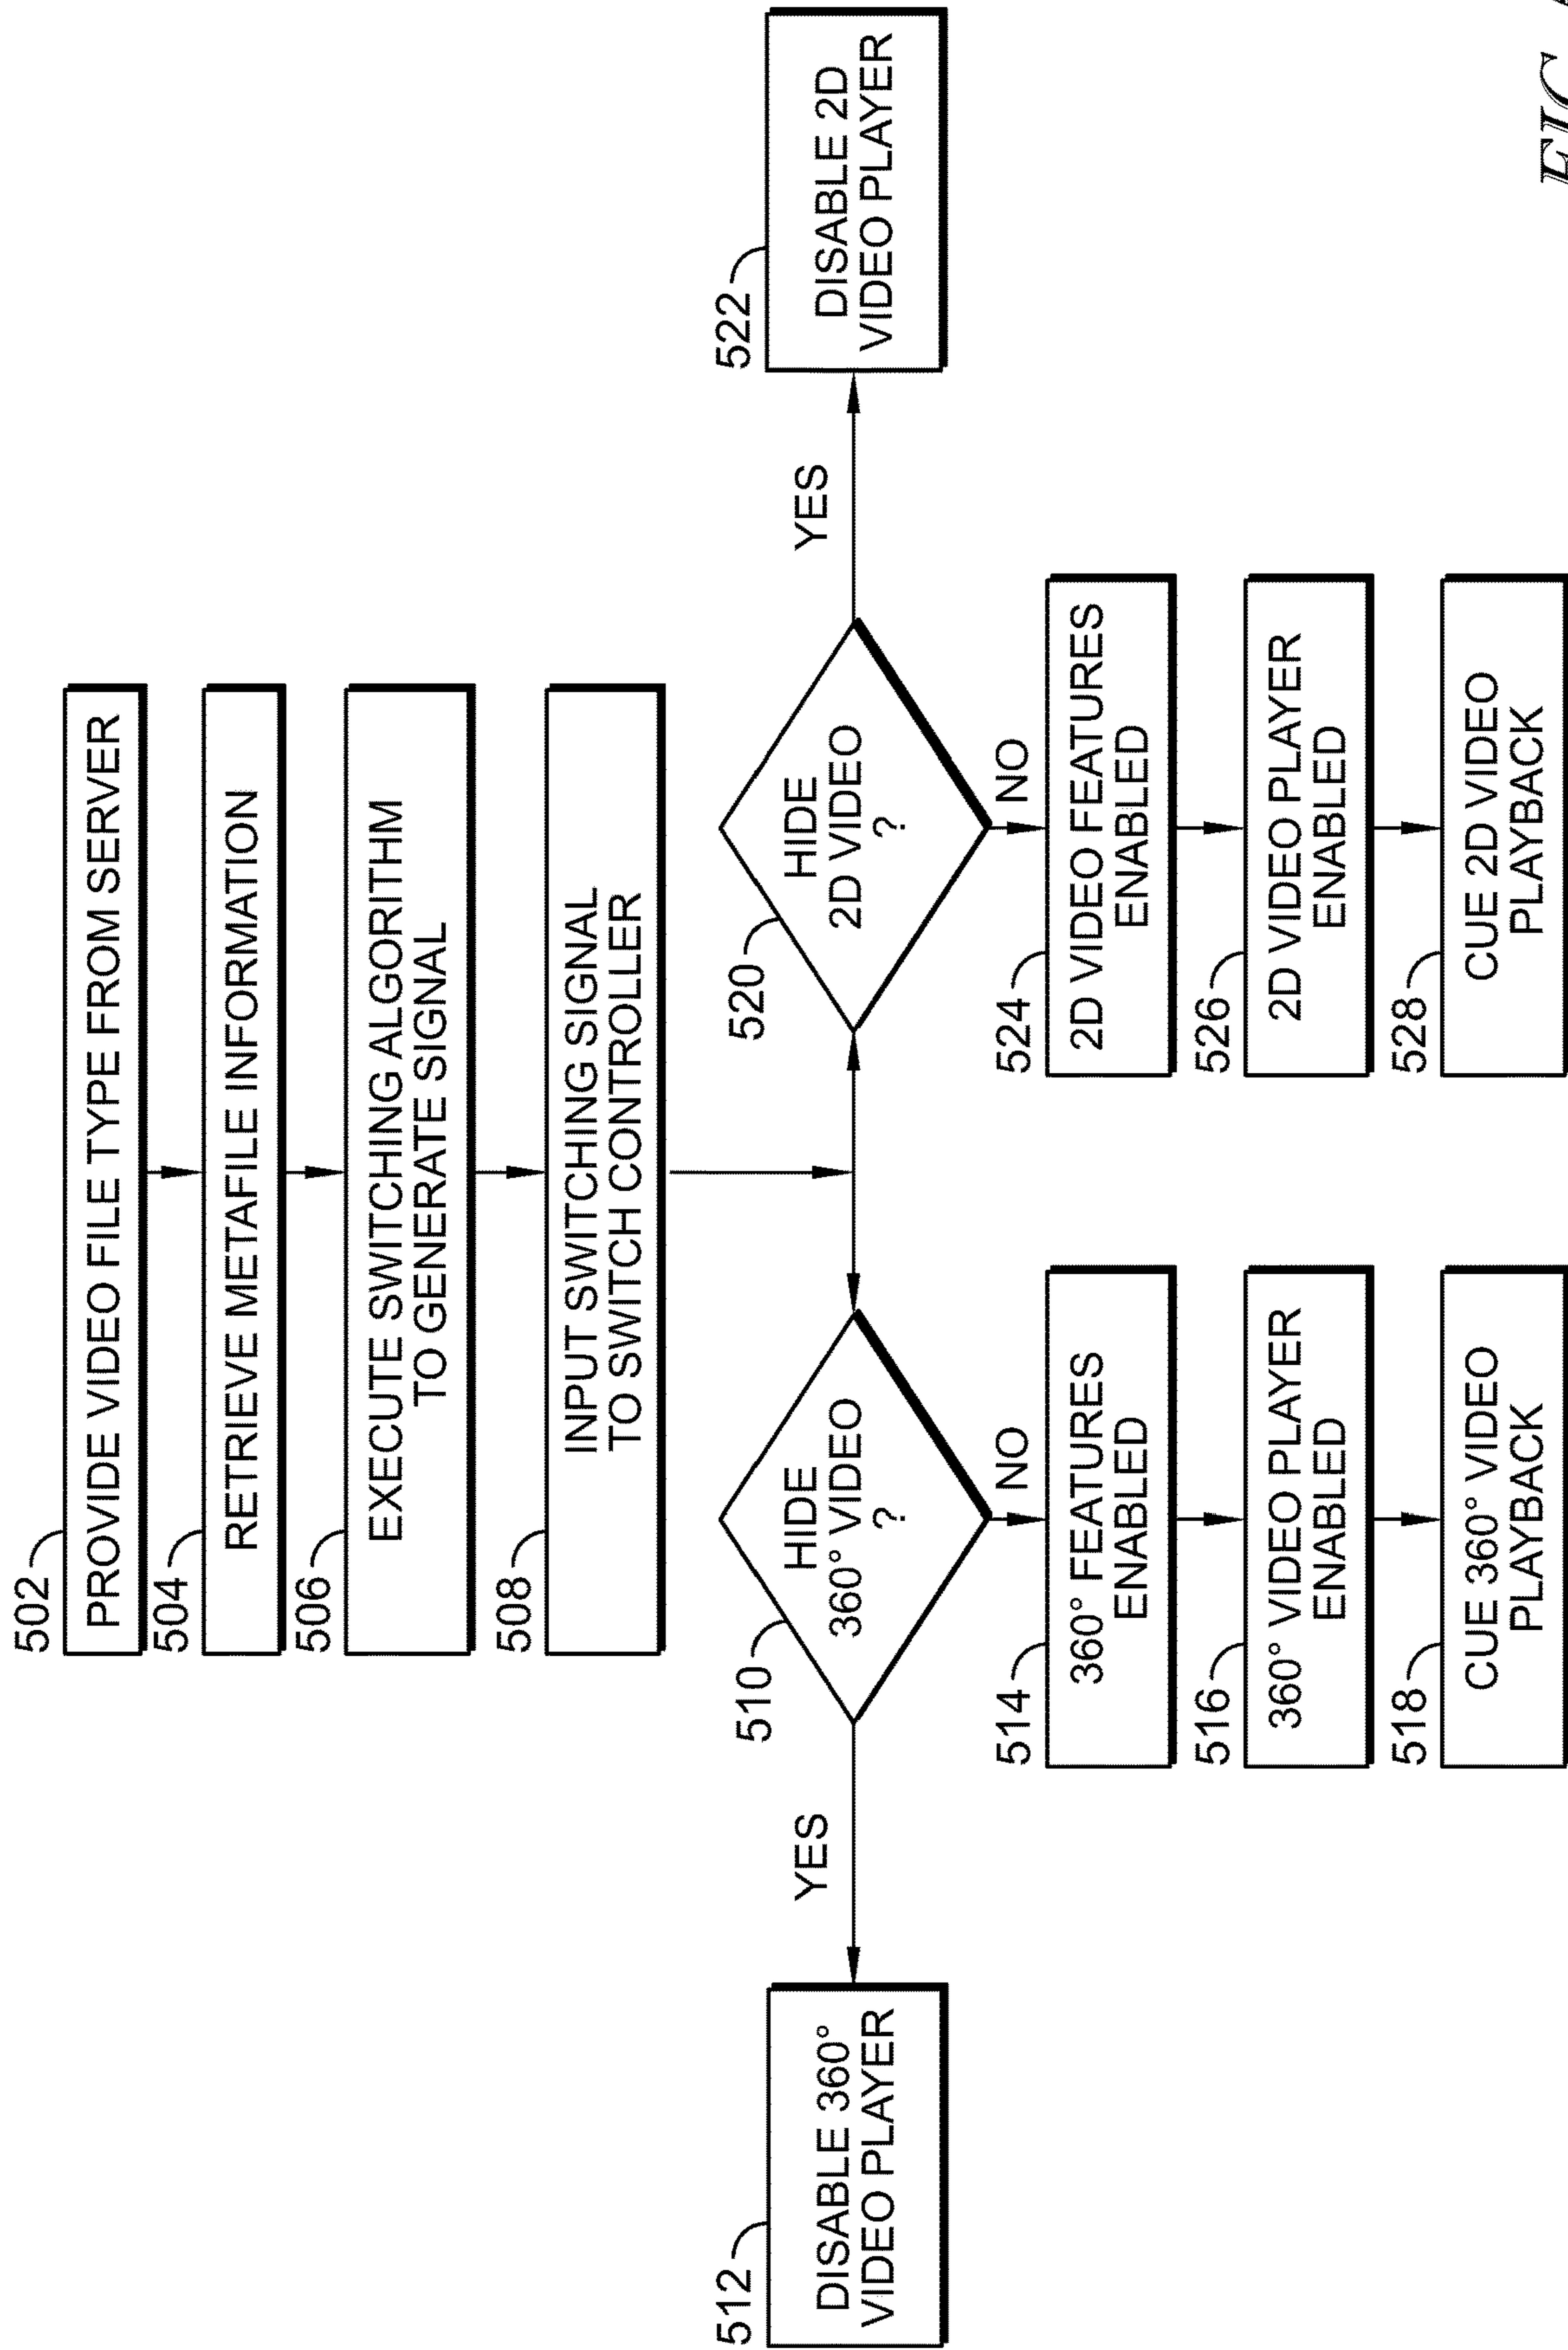 502
PROVIDE VIDEO FILE TYPE FROM SERVER
504
RETRIEVE METAFILE INFORMATION
506
EXECUTE SWITCHING ALGORITHM
TO GENERATE SIGNAL
508
INPUT SWITCHING SIGNAL
TO SWITCH CONTROLLER
510
HIDE
360° VIDEO
?
YES
512
DISABLE 360°
VIDEO PLAYER
NO
514
360° FEATURES
ENABLED
516
360° VIDEO PLAYER
ENABLED
518
CUE 360° VIDEO
PLAYBACK
520
HIDE
2D VIDEO
?
YES
522
DISABLE 2D
VIDEO PLAYER
NO
524
2D VIDEO FEATURES
ENABLED
526
2D VIDEO PLAYER
ENABLED
528
CUE 2D VIDEO
PLAYBACK